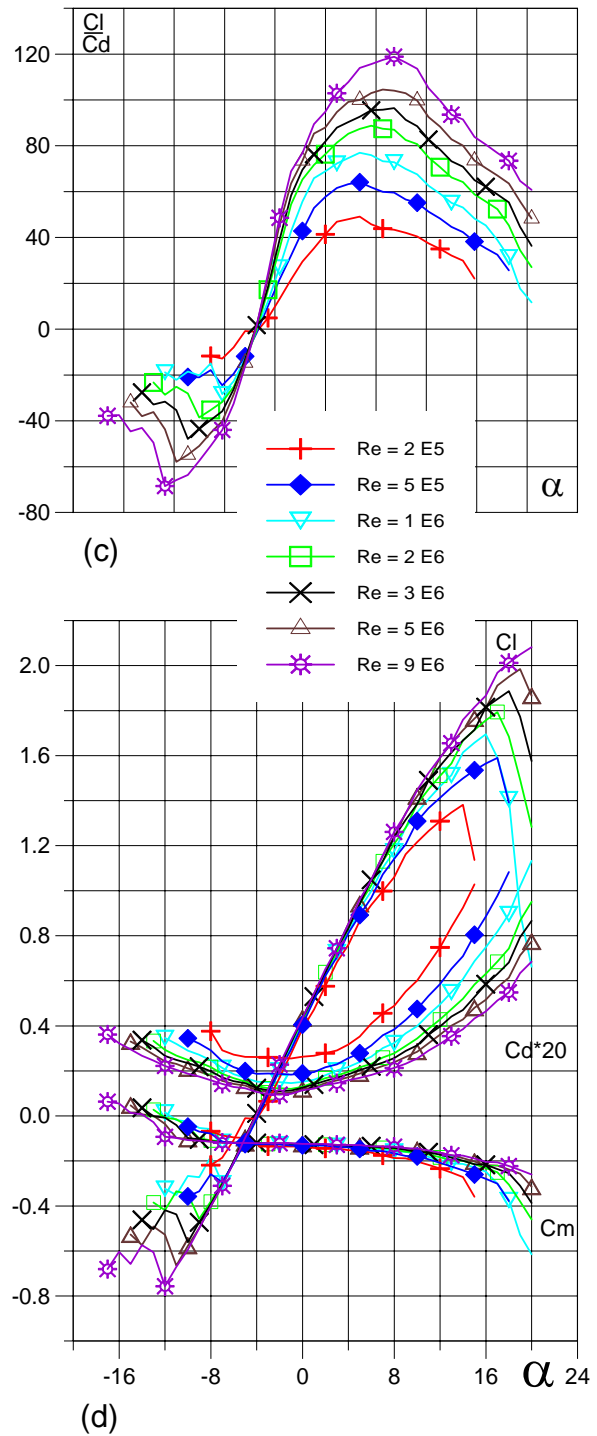 Cl
Cd
120
80
40
0
-40
-80
α
(c)
Re = 2 E5
Re = 5 E5
Re = 1 E6
Re = 2 E6
Re = 3 E6
Re = 5 E6
Re = 9 E6
Cl
2.0
1.6
1.2
0.8
0.4
0.0
-0.4
-0.8
Cd*20
Cm
-16 -8 0 8 16 24
α
(d)